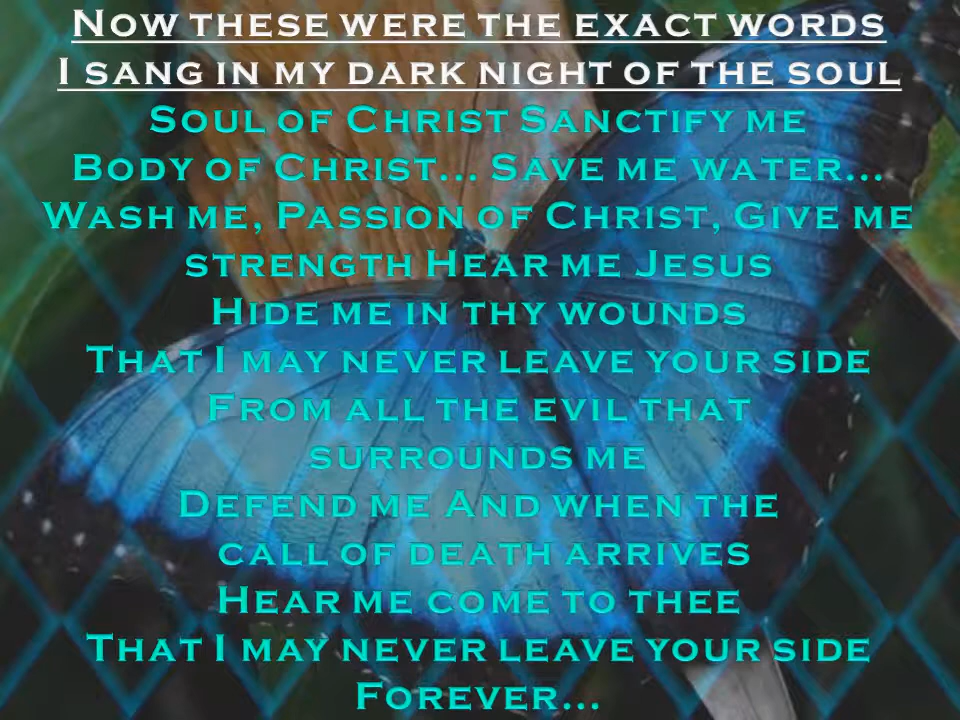 Now these were the exact words
I sang in my dark night of the soul
Soul of Christ Sanctify me
Body of Christ... Save me water...
Wash me, Passion of Christ, Give me
strength Hear me Jesus
Hide me in thy wounds
That I may never leave your side
From all the evil that
surrounds me
Defend me And when the
call of death arrives
Hear me come to thee
That I may never leave your side
Forever...